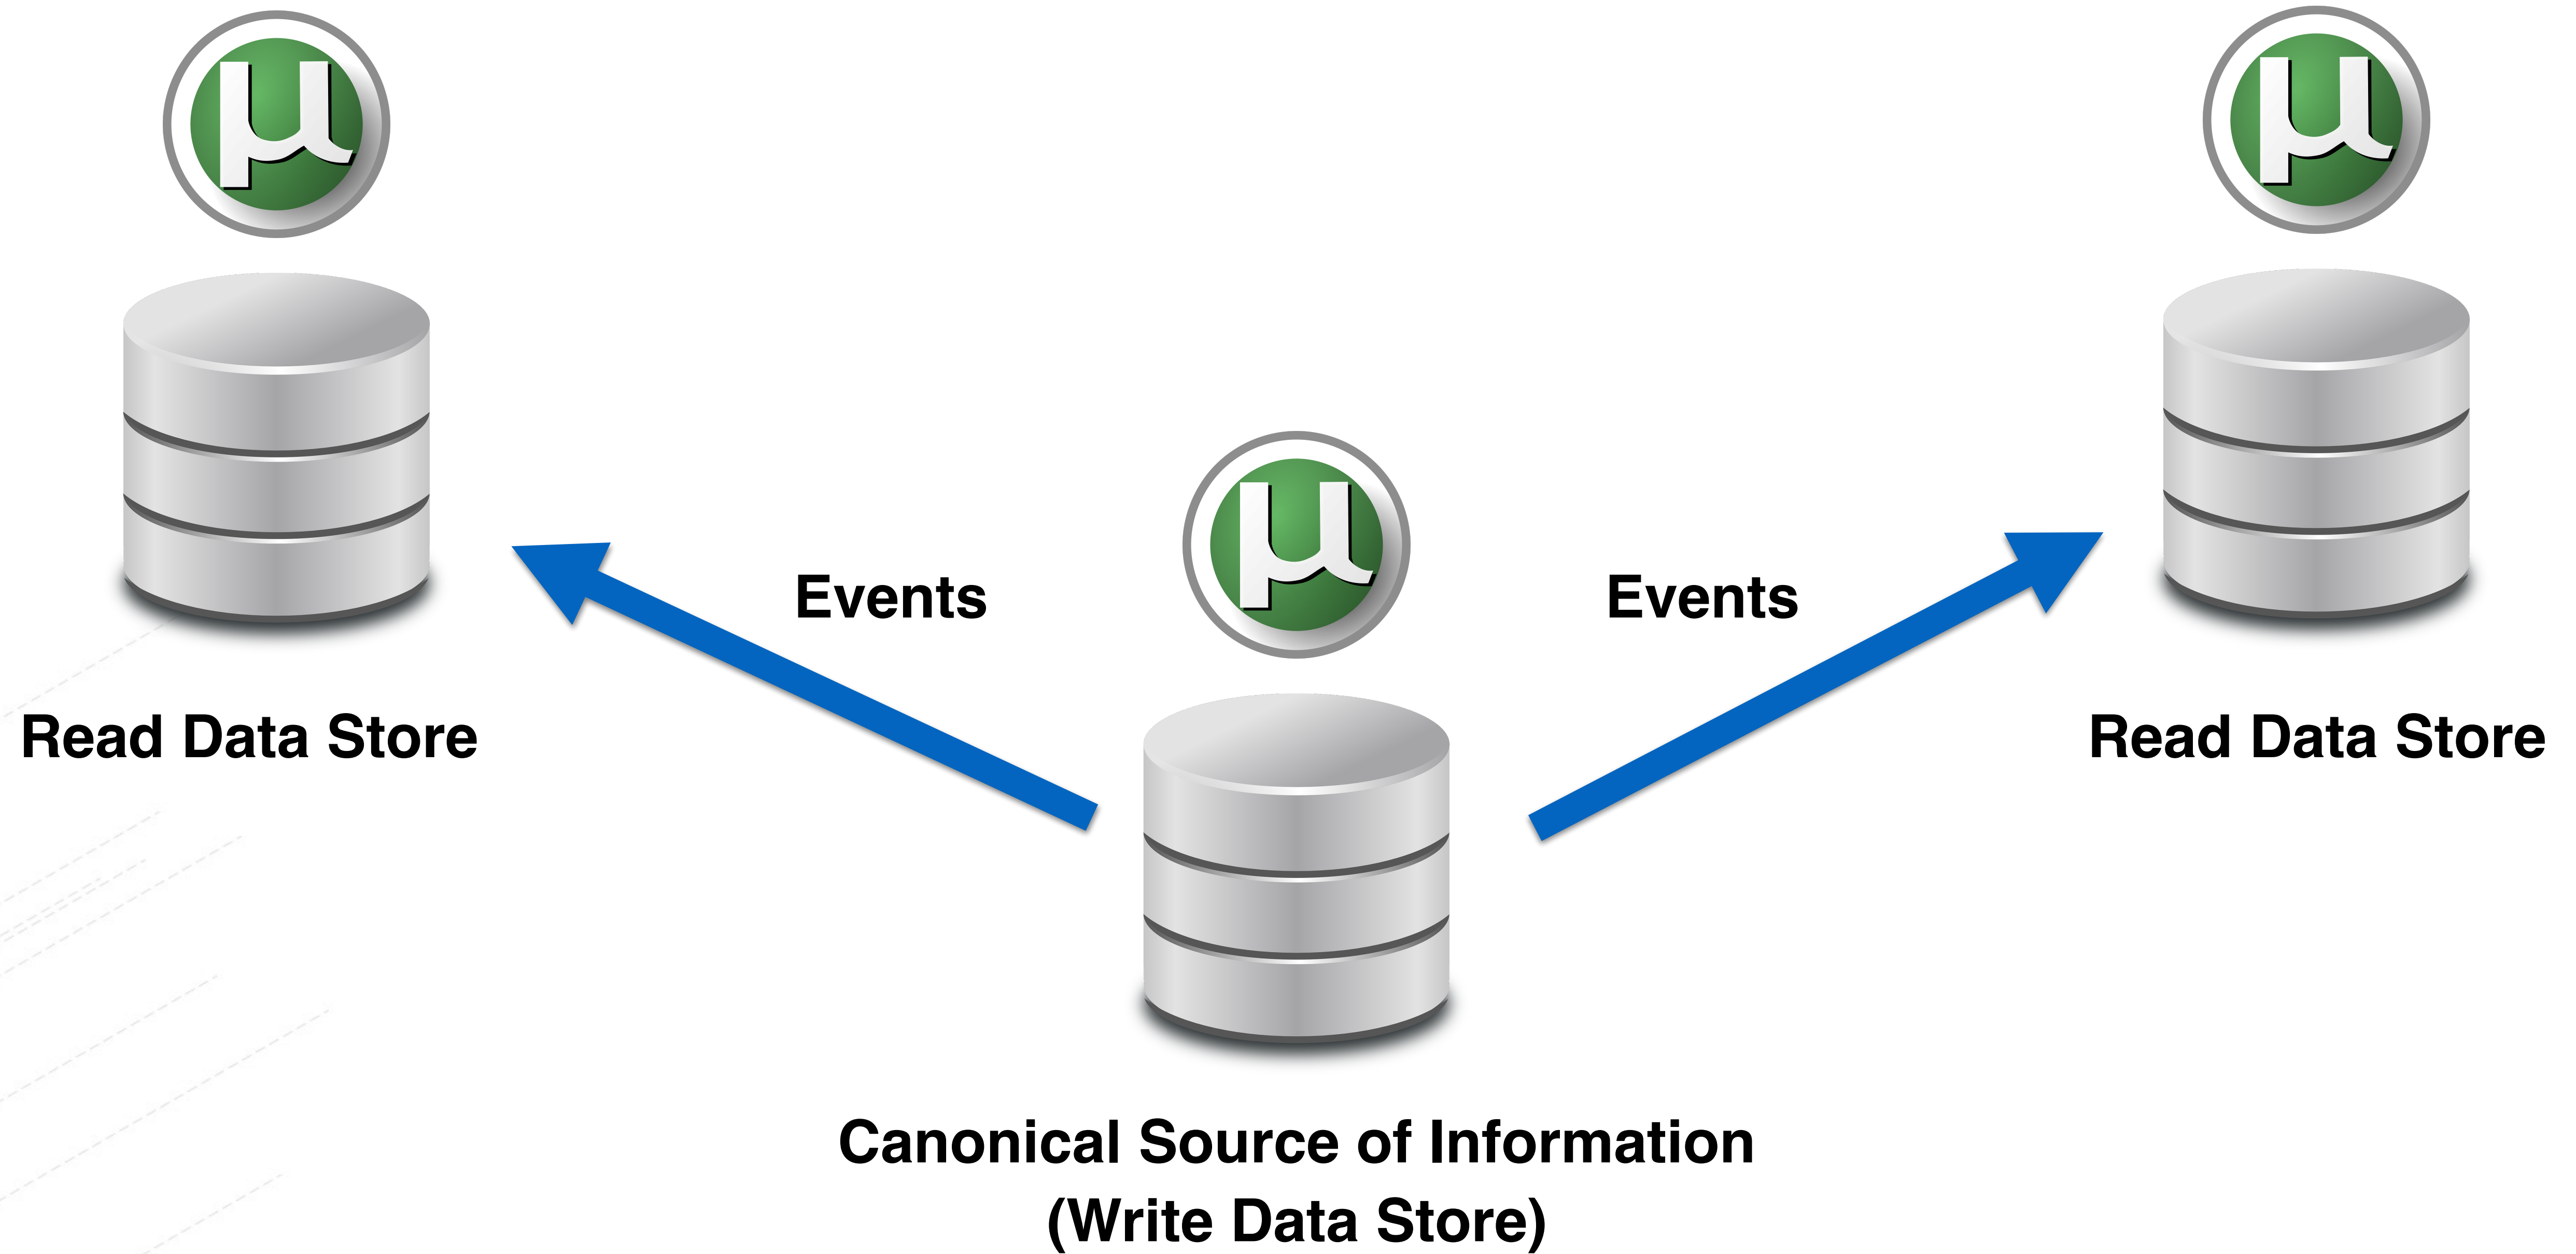 µ
µ
µ
Events
Events
Read Data Store
Read Data Store
Canonical Source of Information
(Write Data Store)